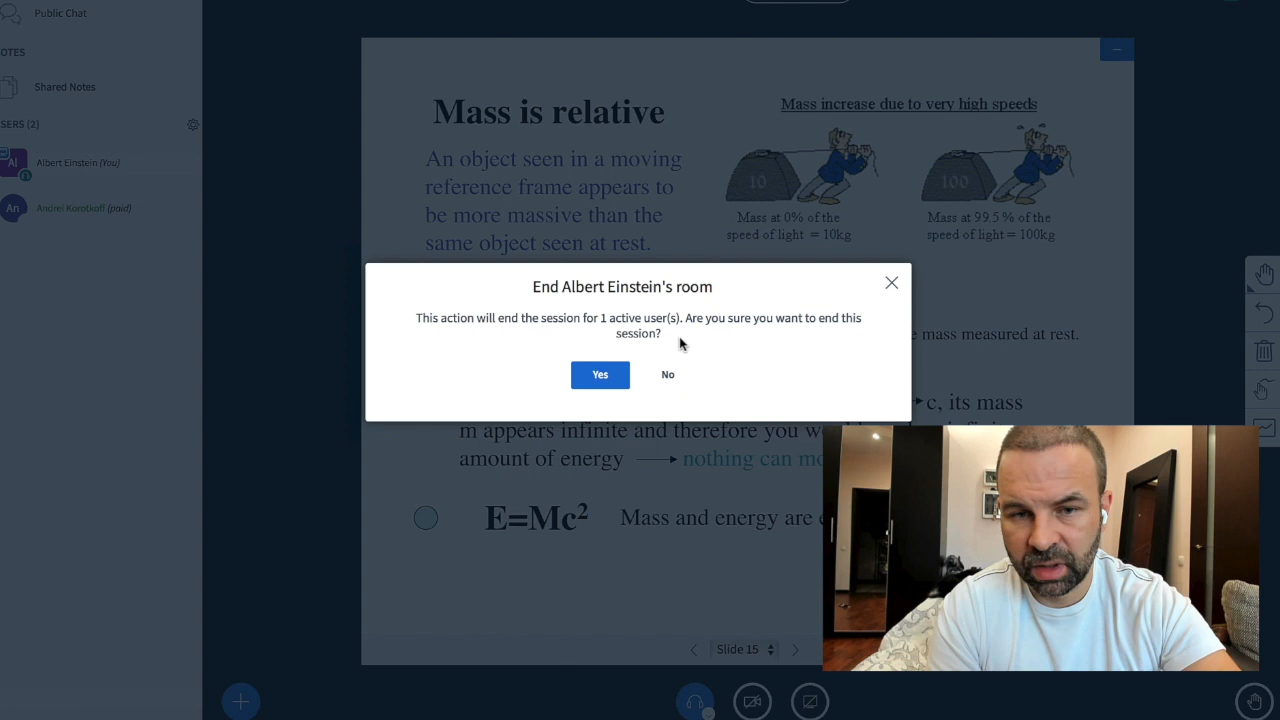 Public Chat
OTES
Shared Notes
SERS (2)
Al
Albert Einstein (You)
An
Andrei Korotkoff (paid)
Mass is relative
An object seen in a moving
reference frame appears to
be more massive than the
same object seen at rest.
Mass increase due to very high speeds
10
100
Mass at 0% of the
speed of light = 10kg
Mass at 99.5 % of the
speed of light = 100kg
End Albert Einstein's room
This action will end the session for 1 active user(s). Are you sure you want to end this
session?
Yes
No
e mass measured at rest.
c, its mass
m appears infinite and therefore you w
amount of energy → nothing can mo
E=Mc²
Mass and energy are e
Slide 15